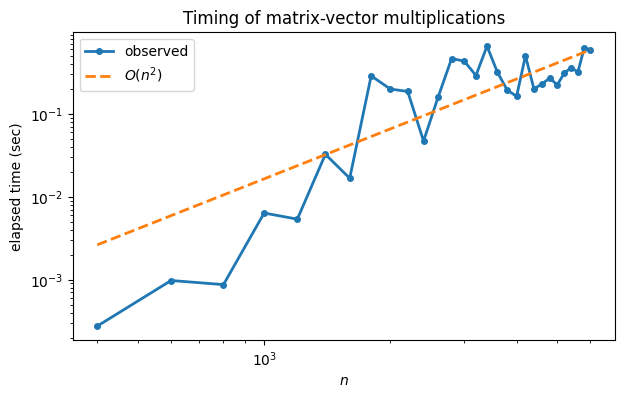 Timing of matrix-vector multiplications
observed
O(n²)
elapsed time (sec)
10⁻¹
10⁻²
10⁻³
10³
n